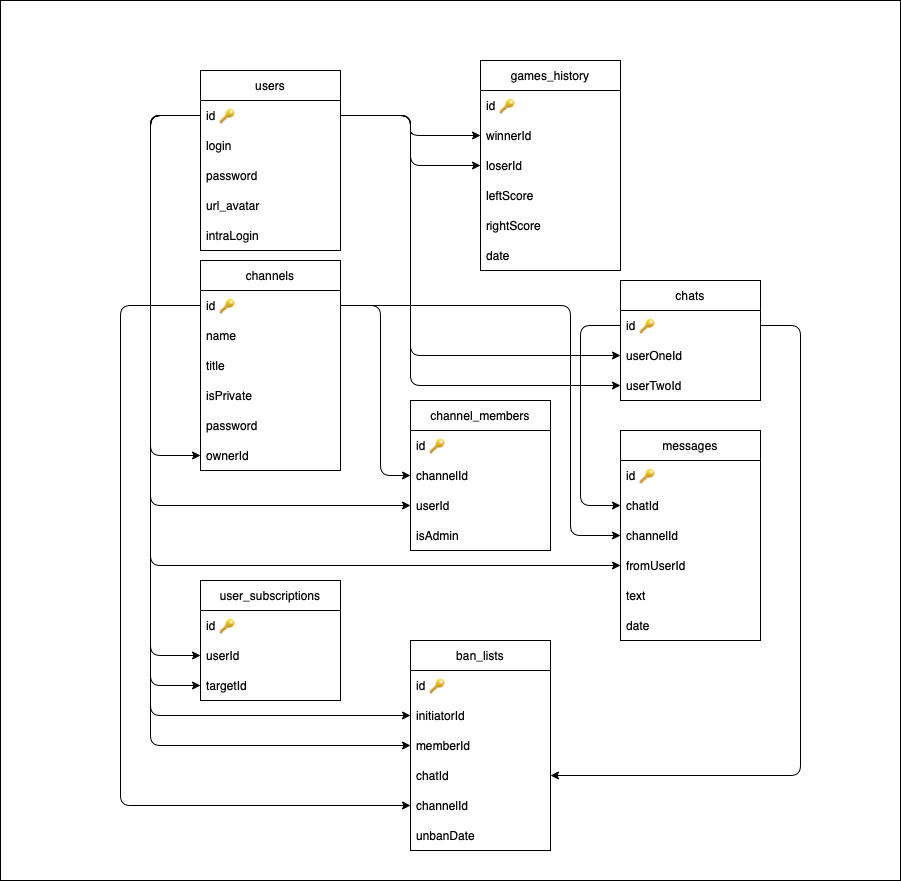 users
id
login
password
url_avatar
intraLogin
games_history
id
winnerId
loserId
leftScore
rightScore
date
channels
id
name
title
isPrivate
password
ownerId
chats
id
userOneId
userTwoId
channel_members
id
channelId
userId
isAdmin
messages
id
chatId
channelId
fromUserId
text
date
user_subscriptions
id
userId
targetId
ban_lists
id
initiatorId
memberId
chatId
channelId
unbanDate